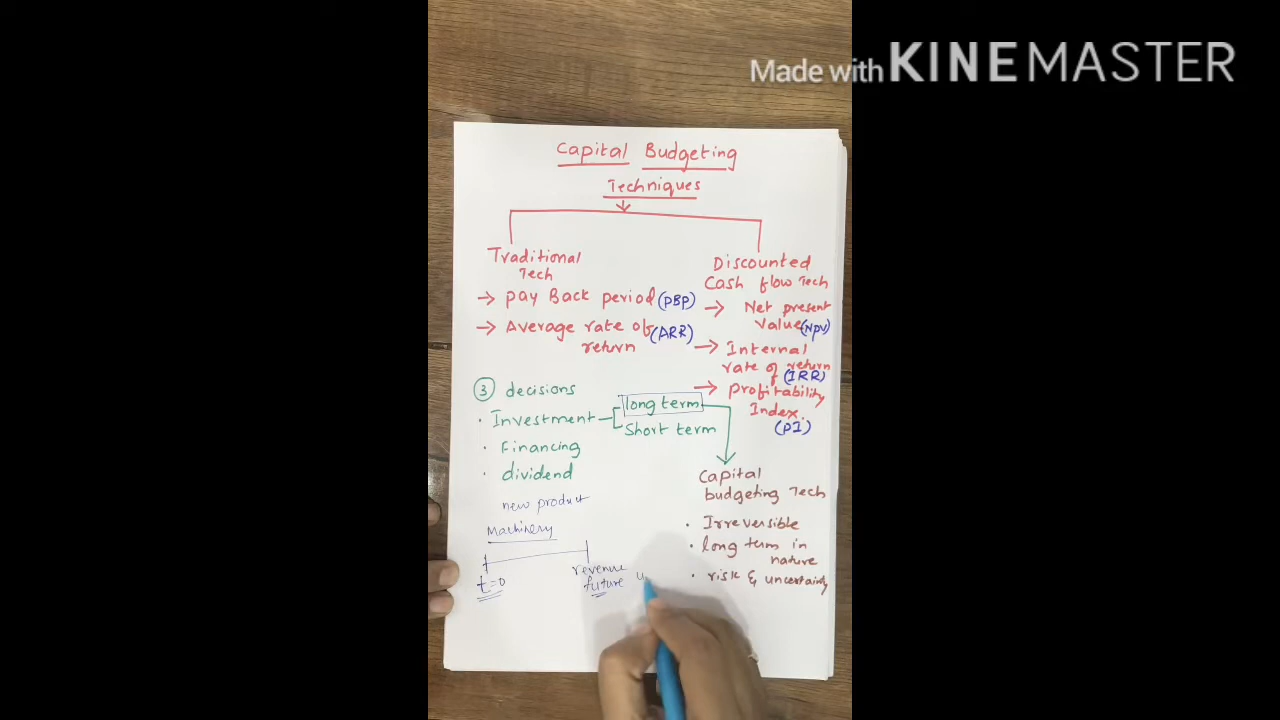 Made with KINEMASTER
Capital Budgeting
Techniques
Traditional
Tech
→ Pay Back period (PBP)
→ Average rate of (ARR)
return
Discounted
Cash flow Tech
→ Net present
Value (NPV)
→ Internal
rate of return
(IRR)
→ Profitability
Index.
(PI)
③ decisions
· Investment
long term
Short term
· Financing
· dividend
new product
Machinery
t=0
revenue
future
Capital
budgeting Tech
· Irreversible
· long term in
nature
· risk & uncertainty